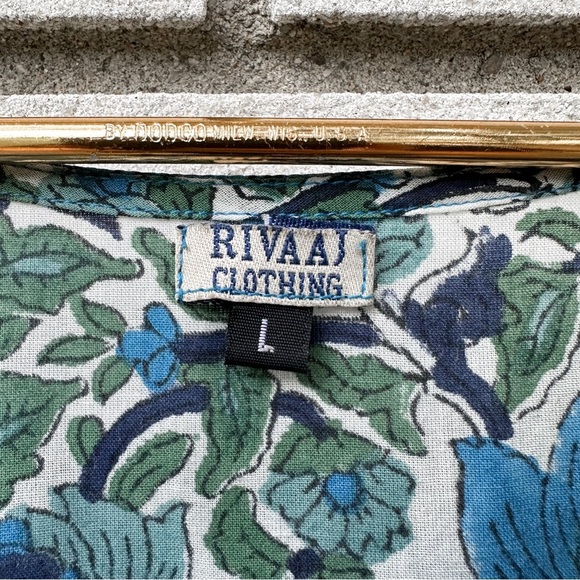 BY DODCO MILW. WIS. U.S.A
RIVAAJ
CLOTHING
L